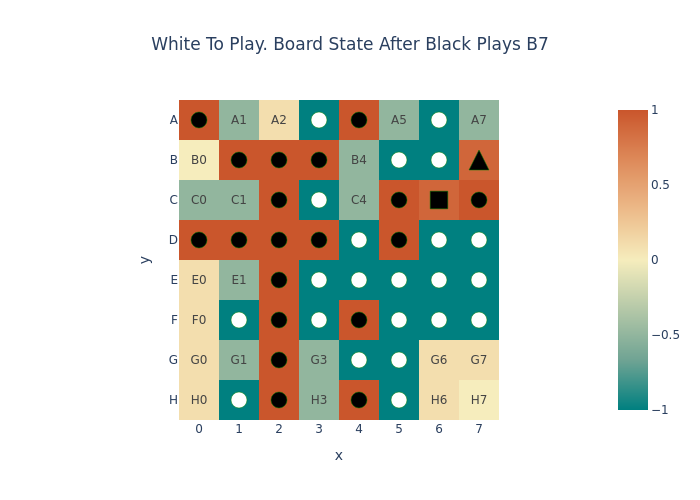 White To Play. Board State After Black Plays B7
A A1 A2 A5 A7
B B0 B4
C C0 C1 C4
D
E E0 E1
F F0
G G0 G1 G3 G6 G7
H H0 H3 H6 H7
0 1 2 3 4 5 6 7
x
y
1
0.5
0
−0.5
−1